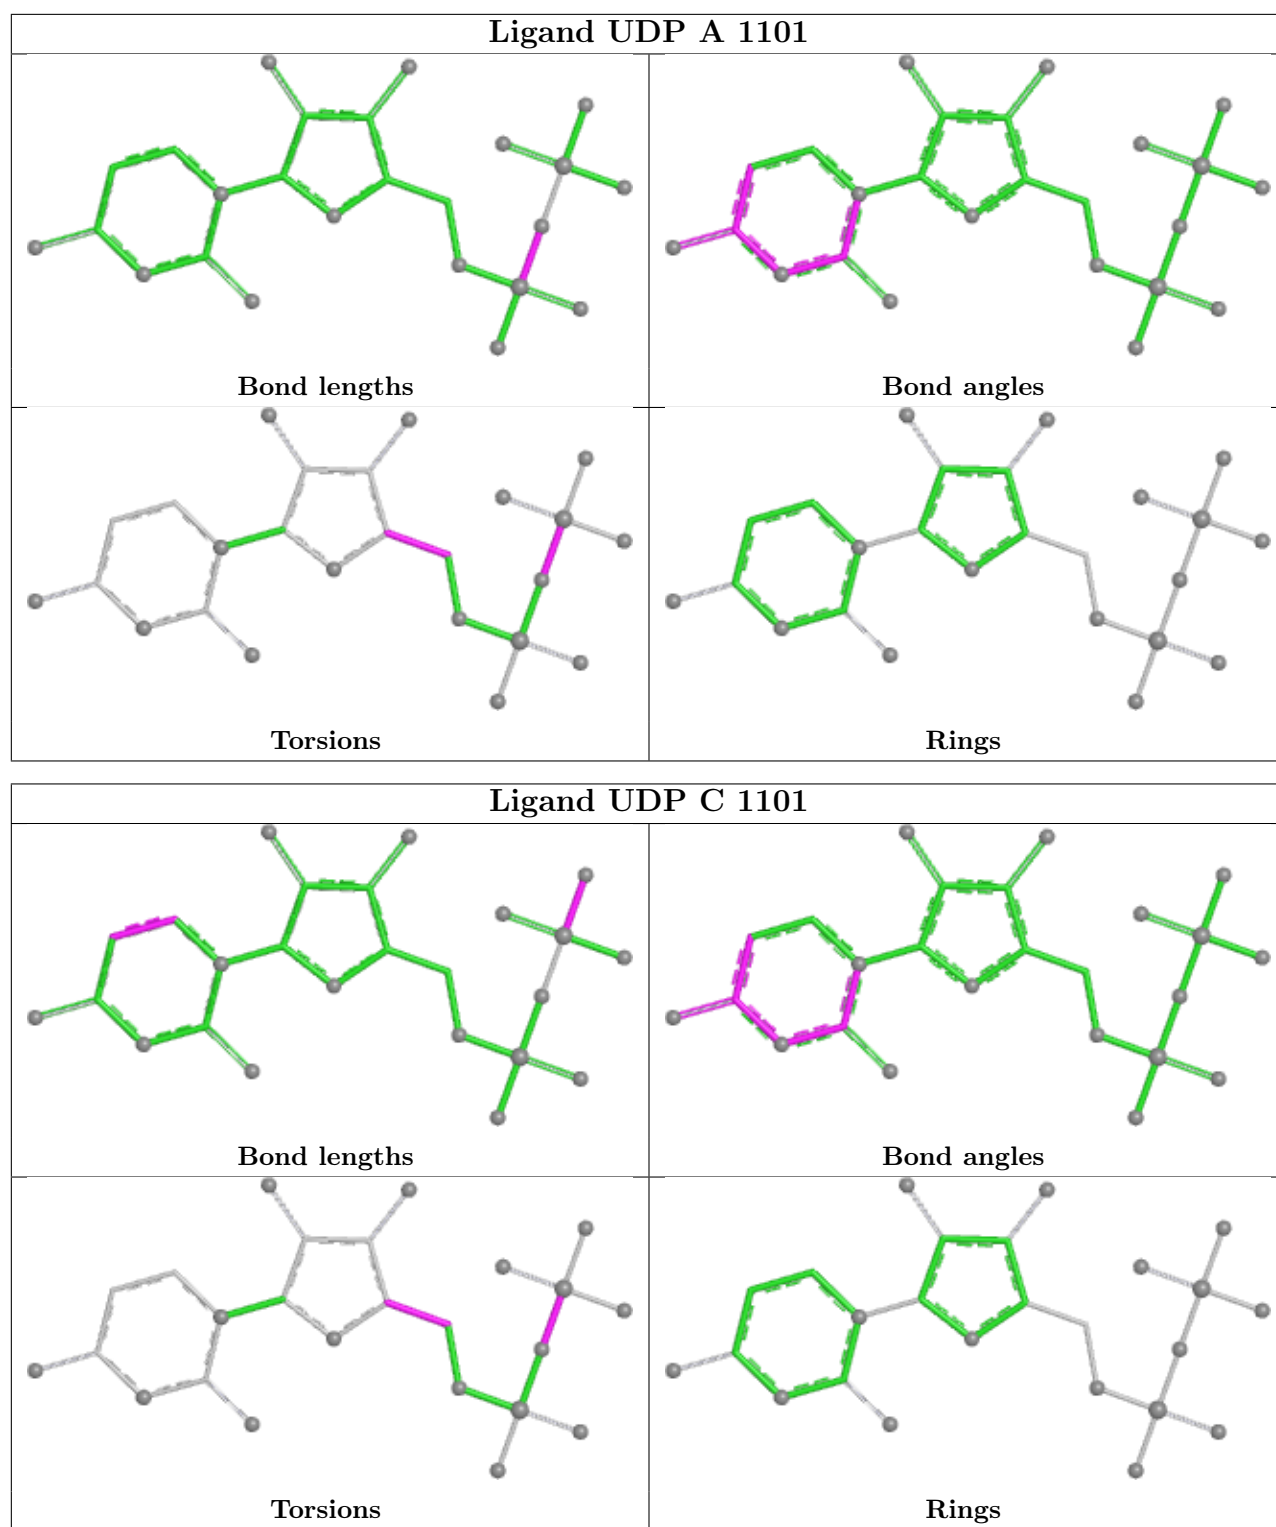 Ligand UDP A 1101
Bond lengths
Bond angles
Torsions
Rings
Ligand UDP C 1101
Bond lengths
Bond angles
Torsions
Rings